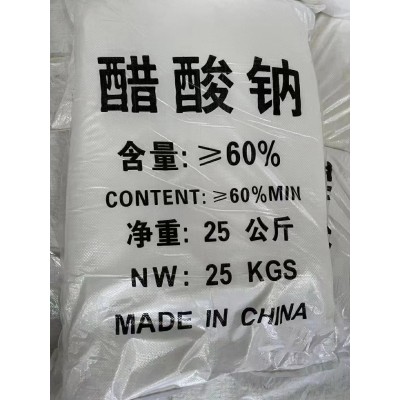 醋酸钠
含量: ≥60%
CONTENT: ≥60%MIN
净重: 25 公斤
NW: 25 KGS
MADE IN CHINA